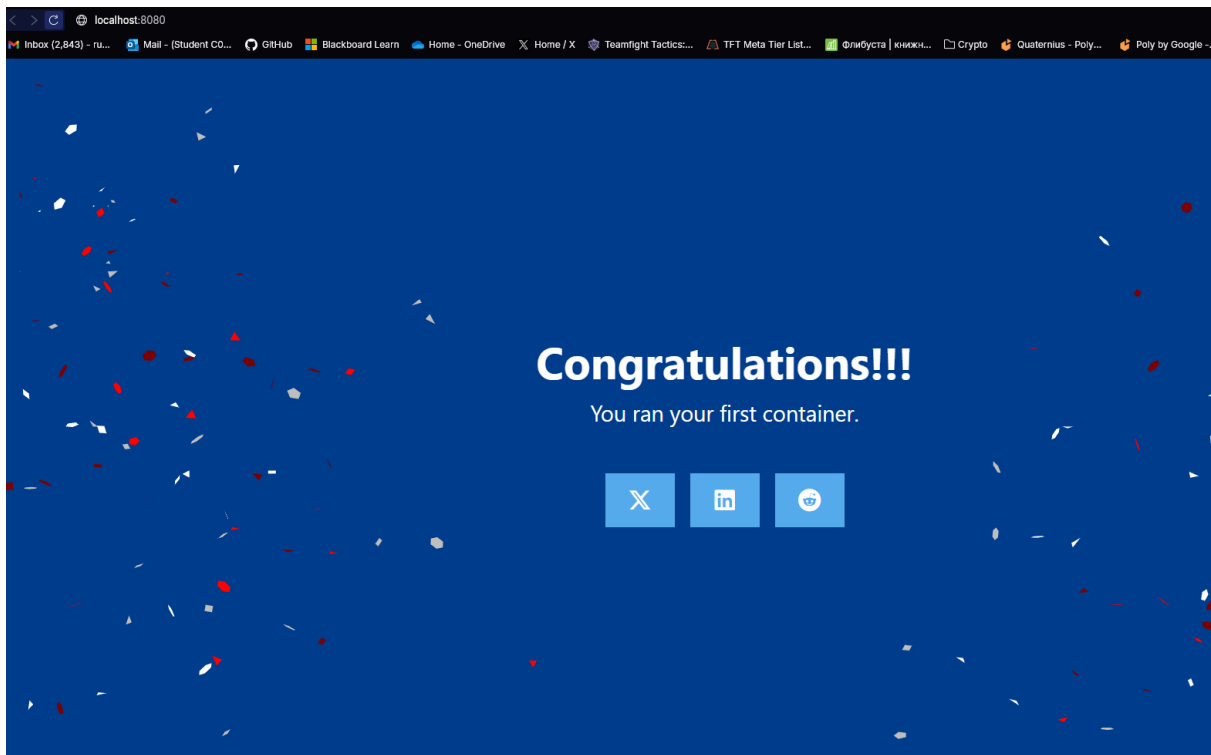 localhost:8080
Inbox (2,843) – ru... Mail – (Student C0... GitHub Blackboard Learn Home - OneDrive Home / X Teamfight Tactics:... TFT Meta Tier List... Флибуста | книжн... Crypto Quaternius – Poly... Poly by Google -...
Congratulations!!!
You ran your first container.